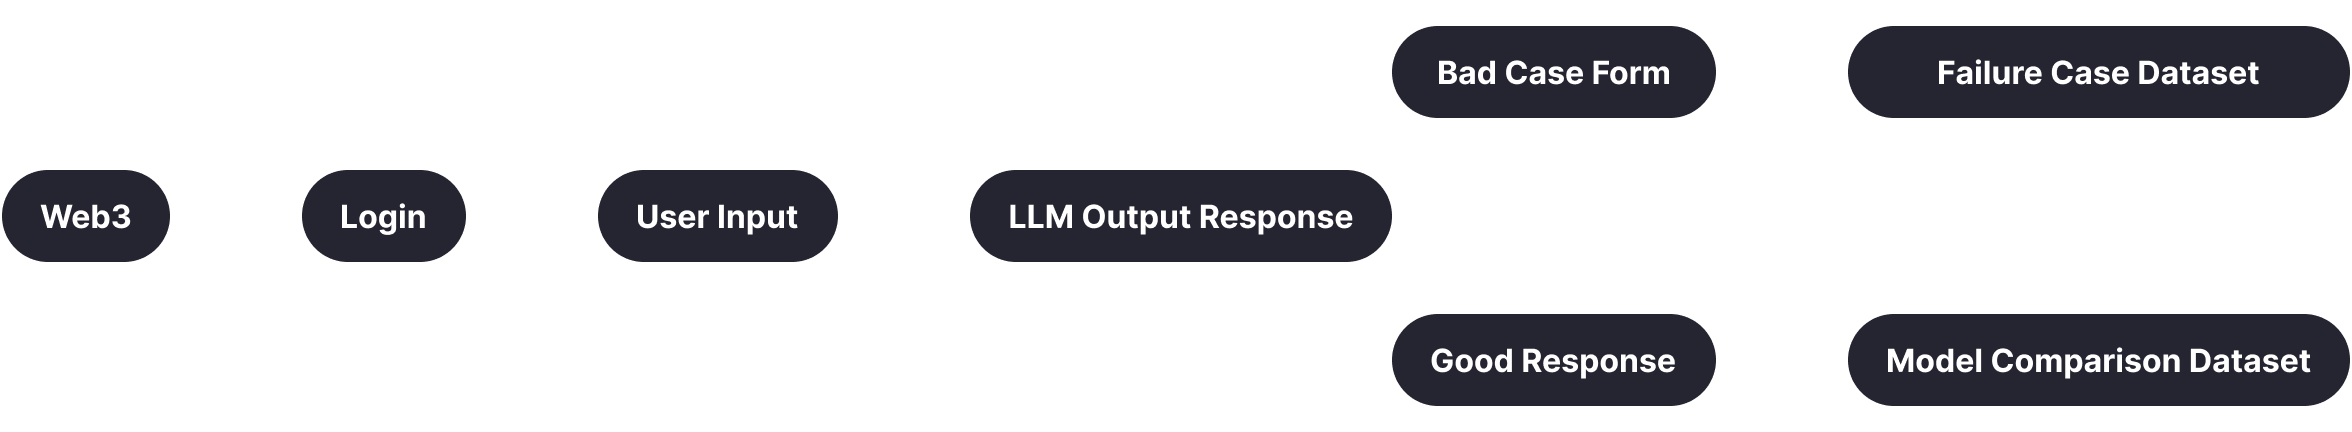 Bad Case Form
Failure Case Dataset
Web3
Login
User Input
LLM Output Response
Good Response
Model Comparison Dataset